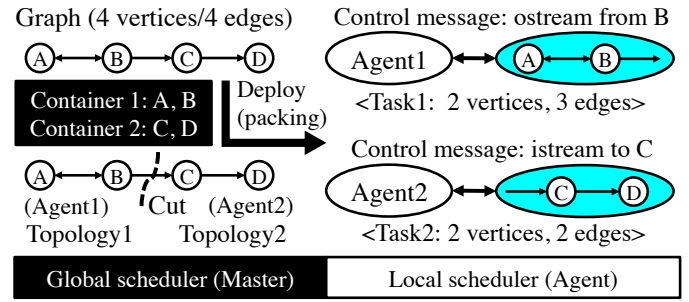 Graph (4 vertices/4 edges)
A B C D
Container 1: A, B
Container 2: C, D
Deploy
(packing)
A B C D
(Agent1) Cut (Agent2)
Topology1 Topology2
Control message: ostream from B
Agent1 A B
<Task1: 2 vertices, 3 edges>
Control message: istream to C
Agent2 C D
<Task2: 2 vertices, 2 edges>
Global scheduler (Master) Local scheduler (Agent)